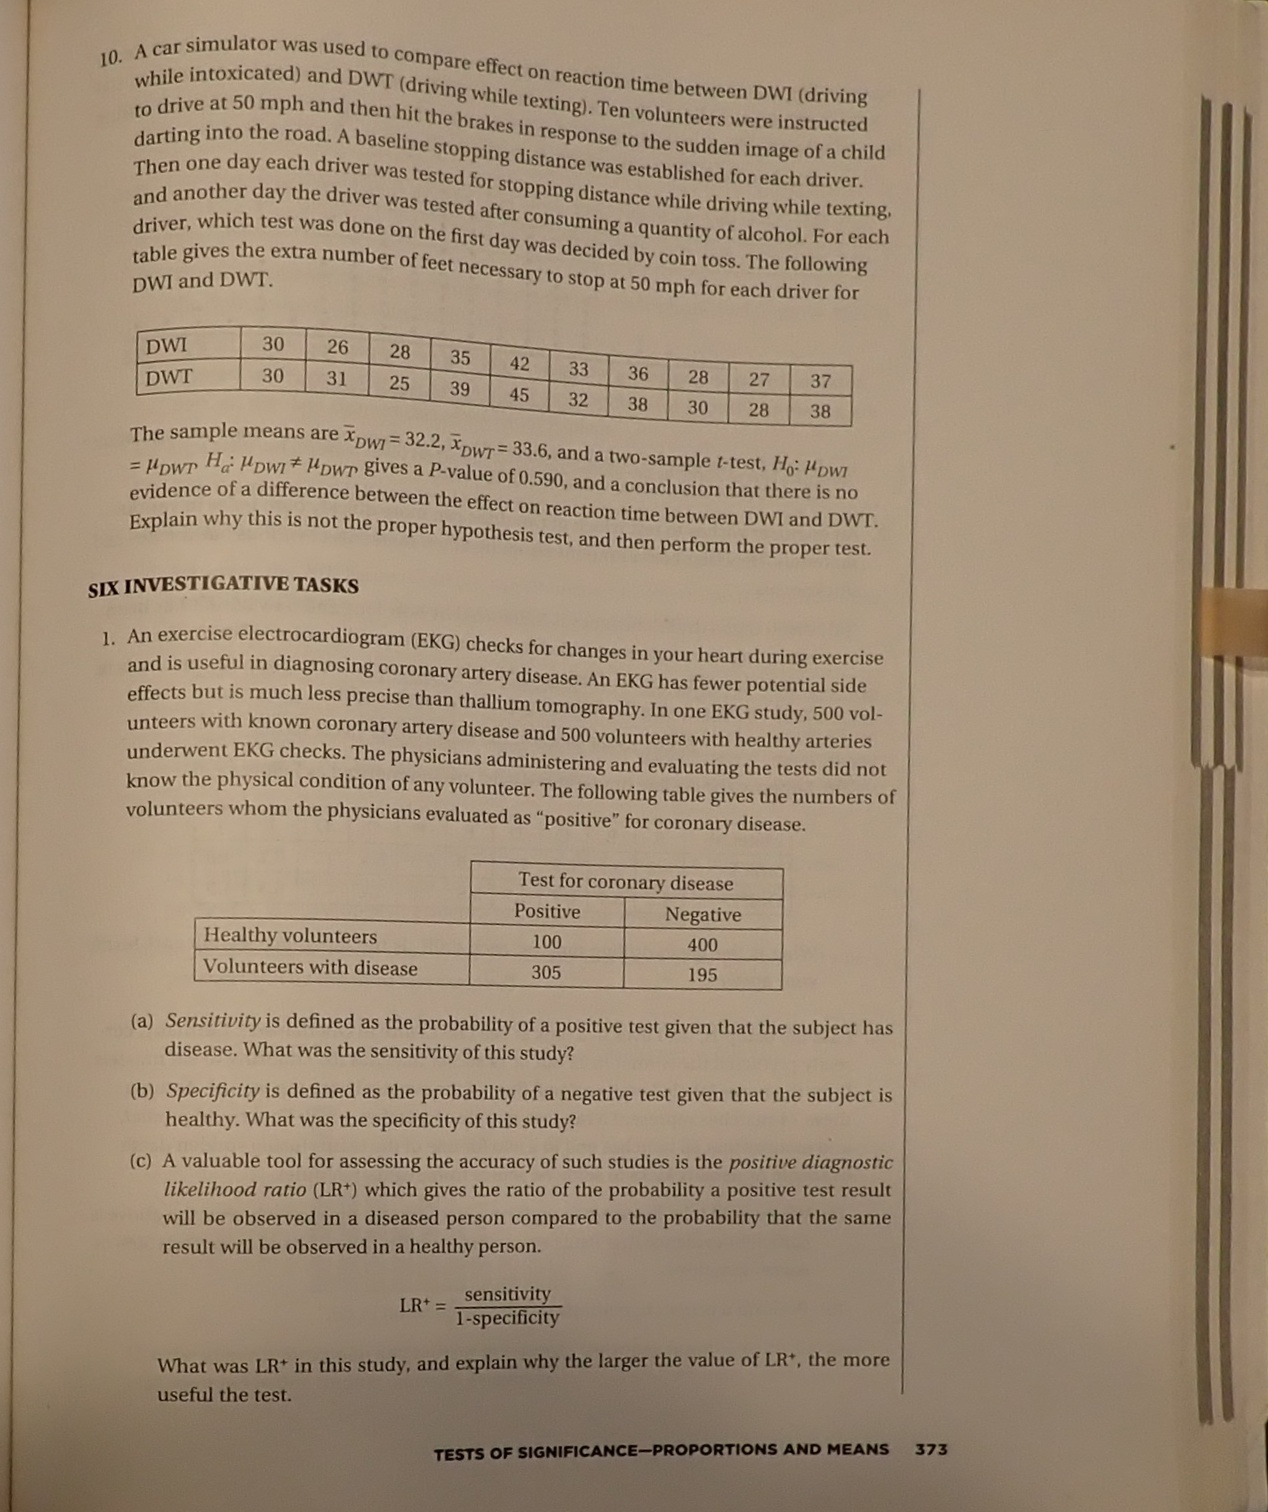 10. A car simulator was used to compare effect on reaction time between DWI (driving
while intoxicated) and DWT (driving while texting). Ten volunteers were instructed
to drive at 50 mph and then hit the brakes in response to the sudden image of a child
darting into the road. A baseline stopping distance was established for each driver.
Then one day each driver was tested for stopping distance while driving while texting,
and another day the driver was tested after consuming a quantity of alcohol. For each
driver, which test was done on the first day was decided by coin toss. The following
table gives the extra number of feet necessary to stop at 50 mph for each driver for
DWI and DWT.
DWI 30 26 28 35 42 33 36 28 27 37
DWT 30 31 25 39 45 32 38 30 28 38
The sample means are x̅DWI = 32.2, x̅DWT = 33.6, and a two-sample t-test, H₀: μDWI
= μDWT Hₐ: μDWI ≠ μDWT gives a P-value of 0.590, and a conclusion that there is no
evidence of a difference between the effect on reaction time between DWI and DWT.
Explain why this is not the proper hypothesis test, and then perform the proper test.
SIX INVESTIGATIVE TASKS
1. An exercise electrocardiogram (EKG) checks for changes in your heart during exercise
and is useful in diagnosing coronary artery disease. An EKG has fewer potential side
effects but is much less precise than thallium tomography. In one EKG study, 500 vol-
unteers with known coronary artery disease and 500 volunteers with healthy arteries
underwent EKG checks. The physicians administering and evaluating the tests did not
know the physical condition of any volunteer. The following table gives the numbers of
volunteers whom the physicians evaluated as “positive” for coronary disease.
Test for coronary disease
Positive Negative
Healthy volunteers 100 400
Volunteers with disease 305 195
(a) Sensitivity is defined as the probability of a positive test given that the subject has
disease. What was the sensitivity of this study?
(b) Specificity is defined as the probability of a negative test given that the subject is
healthy. What was the specificity of this study?
(c) A valuable tool for assessing the accuracy of such studies is the positive diagnostic
likelihood ratio (LR⁺) which gives the ratio of the probability a positive test result
will be observed in a diseased person compared to the probability that the same
result will be observed in a healthy person.
LR⁺ = sensitivity
1-specificity
What was LR⁺ in this study, and explain why the larger the value of LR⁺, the more
useful the test.
TESTS OF SIGNIFICANCE—PROPORTIONS AND MEANS 373